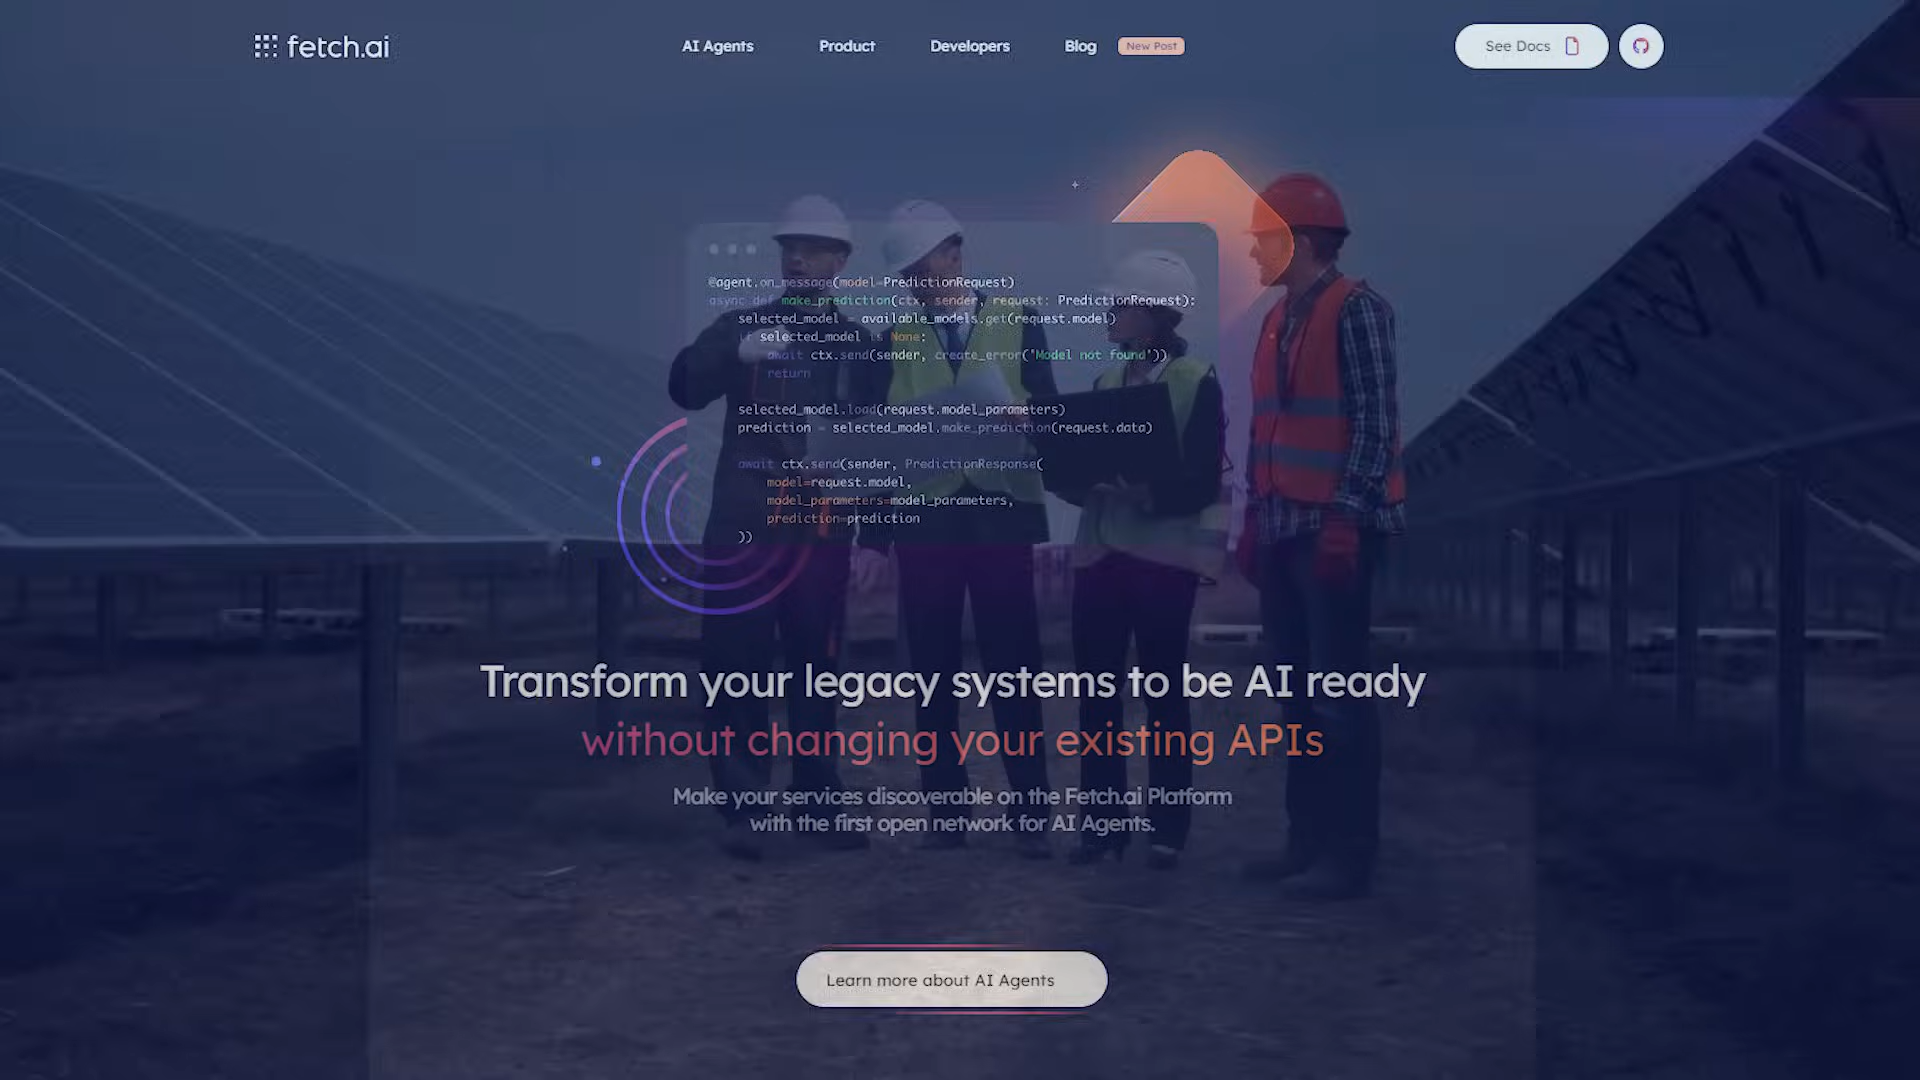 fetch.ai
AI Agents
Product
Developers
Blog
New Post
See Docs
@agent.on_message(model=PredictionRequest)
async def make_prediction(ctx, sender, request: PredictionRequest):
selected_model = available_models.get(request.model)
if selected_model is None:
await ctx.send(sender, create_error("Model not found"))
return
selected_model.load(request.model_parameters)
prediction = selected_model.make_prediction(request.data)
await ctx.send(sender, PredictionResponse(
model=request.model,
model_parameters=model_parameters,
prediction=prediction
))
Transform your legacy systems to be AI ready
without changing your existing APIs
Make your services discoverable on the Fetch.ai Platform
with the first open network for AI Agents.
Learn more about AI Agents